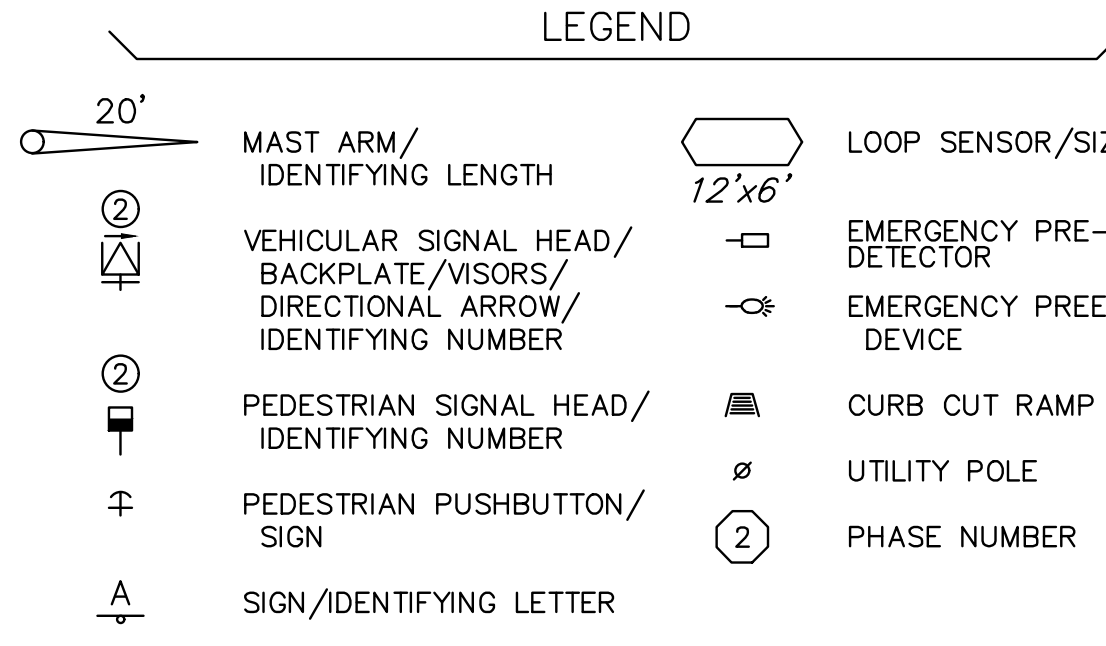 LEGEND
20'
MAST ARM/
IDENTIFYING LENGTH
2
VEHICULAR SIGNAL HEAD/
BACKPLATE/VISORS/
DIRECTIONAL ARROW/
IDENTIFYING NUMBER
2
PEDESTRIAN SIGNAL HEAD/
IDENTIFYING NUMBER
PEDESTRIAN PUSHBUTTON/
SIGN
A
SIGN/IDENTIFYING LETTER
LOOP SENSOR/
12'x6'
EMERGENCY PRE-
DETECTOR
EMERGENCY
DEVICE
CURB CUT RAMP
UTILITY POLE
2
PHASE NUMBER